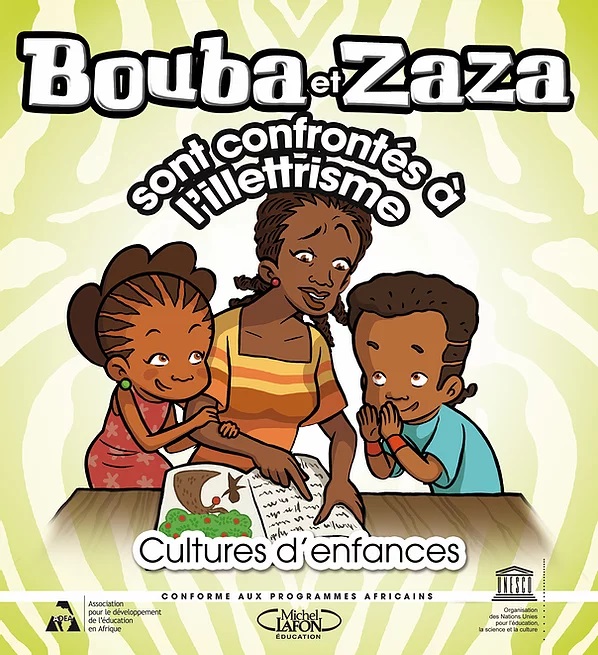 Bouba et Zaza
sont confrontés à
l'illettrisme
Cultures d'enfances
CONFORME AUX PROGRAMMES AFRICAINS
ADEA
Association
pour le développement
de l'éducation
en Afrique
Michel
LAFON
ÉDUCATION
UNESCO
Organisation
des Nations Unies
pour l'éducation,
la science et la culture